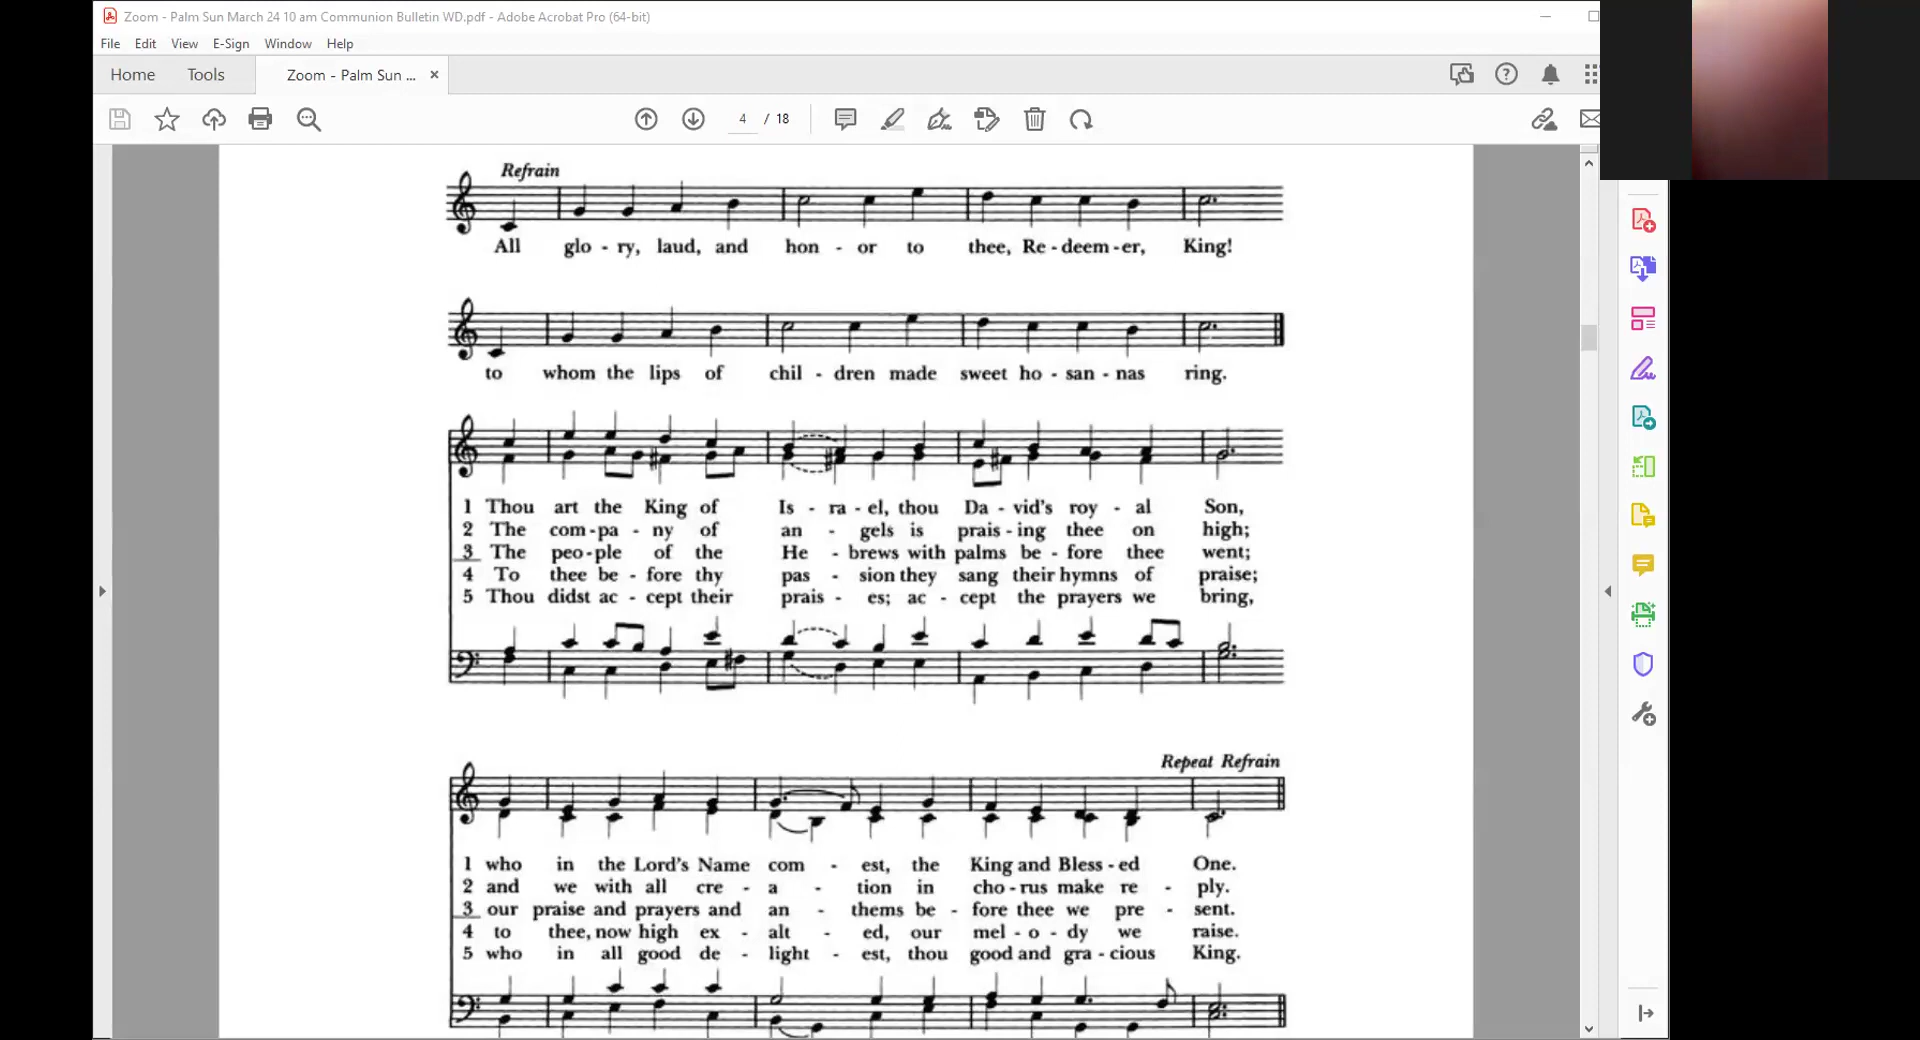 Zoom - Palm Sun March 24 10 am Communion Bulletin WD.pdf - Adobe Acrobat Pro (64-bit)
File Edit View E-Sign Window Help
Home Tools Zoom - Palm Sun ... ×
4 / 18
Refrain
All glo - ry, laud, and hon - or to thee, Re - deem - er, King!
to whom the lips of chil - dren made sweet ho - san - nas ring.
1 Thou art the King of Is - ra - el, thou Da - vid's roy - al Son,
2 The com - pa - ny of an - gels is prais - ing thee on high;
3 The peo - ple of the He - brews with palms be - fore thee went;
4 To thee be - fore thy pas - sion they sang their hymns of praise;
5 Thou didst ac - cept their prais - es; ac - cept the prayers we bring,
Repeat Refrain
1 who in the Lord's Name com - est, the King and Bless - ed One.
2 and we with all cre - a - tion in cho - rus make re - ply.
3 our praise and prayers and an - thems be - fore thee we pre - sent.
4 to thee, now high ex - alt - ed, our mel - o - dy we raise.
5 who in all good de - light - est, thou good and gra - cious King.